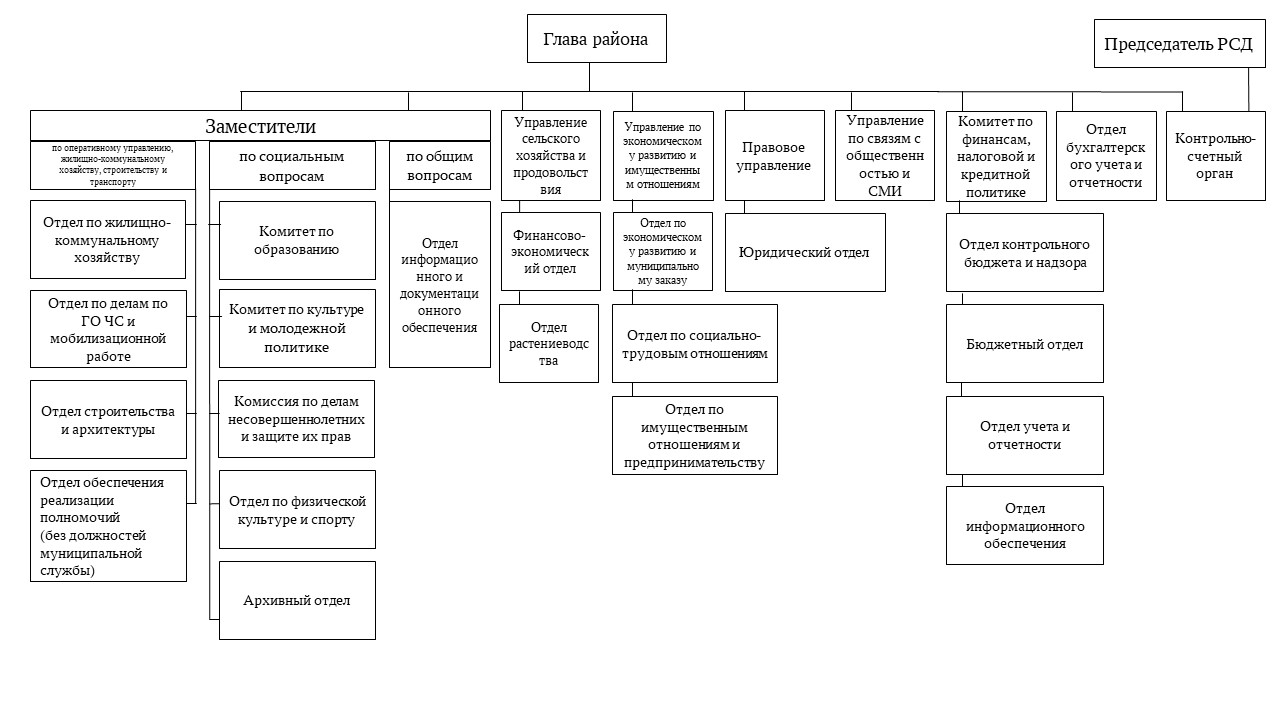 Глава района
Председатель РСД
Заместители
по оперативному управлению,
жилищно-коммунальному
хозяйству, строительству и
транспорту
по социальным
вопросам
по общим
вопросам
Управление
сельского
хозяйства и
продовольст
вия
Управление по
экономическом
у развитию и
имущественны
м отношениям
Правовое
управление
Управление
по связям с
общественн
остью и
СМИ
Комитет по
финансам,
налоговой и
кредитной
политике
Отдел
бухгалтерск
ого учета и
отчетности
Контрольно-
счетный
орган
Отдел по жилищно-
коммунальному
хозяйству
Отдел по делам по
ГО ЧС и
мобилизационной
работе
Отдел строительства
и архитектуры
Отдел обеспечения
реализации
полномочий
(без должностей
муниципальной
службы)
Комитет по
образованию
Комитет по культуре
и молодежной
политике
Комиссия по делам
несовершеннолетних
и защите их прав
Отдел по физической
культуре и спорту
Архивный отдел
Отдел
информацио
нного и
документаци
онного
обеспечения
Финансово-
экономическ
ий отдел
Отдел
растениеводс
тва
Отдел по
экономическом
у развитию и
муниципально
му заказу
Отдел по социально-
трудовым отношениям
Отдел по
имущественным
отношениям и
предпринимательству
Юридический отдел
Отдел контрольного
бюджета и надзора
Бюджетный отдел
Отдел учета и
отчетности
Отдел
информационного
обеспечения